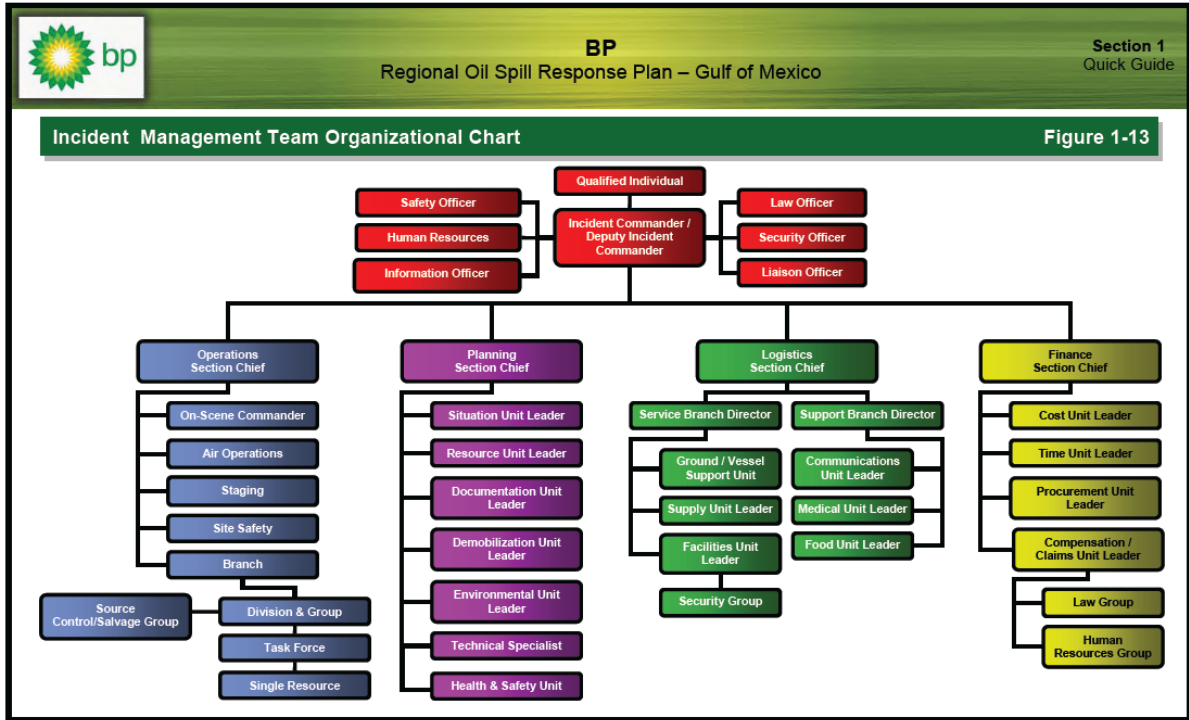 bp
BP
Regional Oil Spill Response Plan – Gulf of Mexico
Section 1
Quick Guide
Incident Management Team Organizational Chart
Figure 1-13
Qualified Individual
Safety Officer
Human Resources
Information Officer
Incident Commander /
Deputy Incident
Commander
Law Officer
Security Officer
Liaison Officer
Operations
Section Chief
On-Scene Commander
Air Operations
Staging
Site Safety
Branch
Source
Control/Salvage Group
Division & Group
Task Force
Single Resource
Planning
Section Chief
Situation Unit Leader
Resource Unit Leader
Documentation Unit
Leader
Demobilization Unit
Leader
Environmental Unit
Leader
Technical Specialist
Health & Safety Unit
Logistics
Section Chief
Service Branch Director
Ground / Vessel
Support Unit
Supply Unit Leader
Facilities Unit
Leader
Security Group
Support Branch Director
Communications
Unit Leader
Medical Unit Leader
Food Unit Leader
Finance
Section Chief
Cost Unit Leader
Time Unit Leader
Procurement Unit
Leader
Compensation /
Claims Unit Leader
Law Group
Human
Resources Group